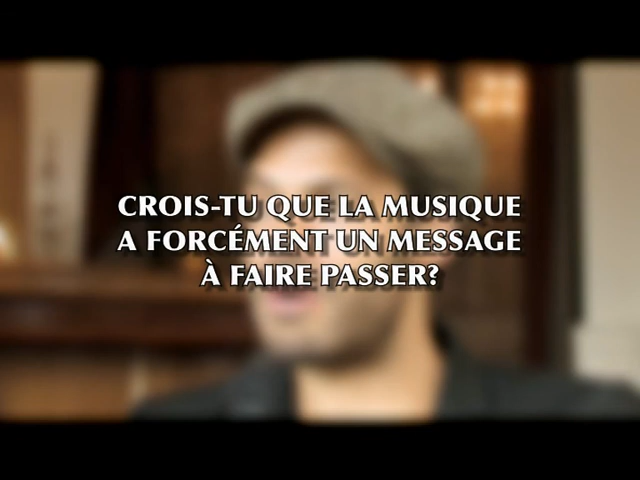 CROIS-TU QUE LA MUSIQUE
A FORCÉMENT UN MESSAGE
À FAIRE PASSER?